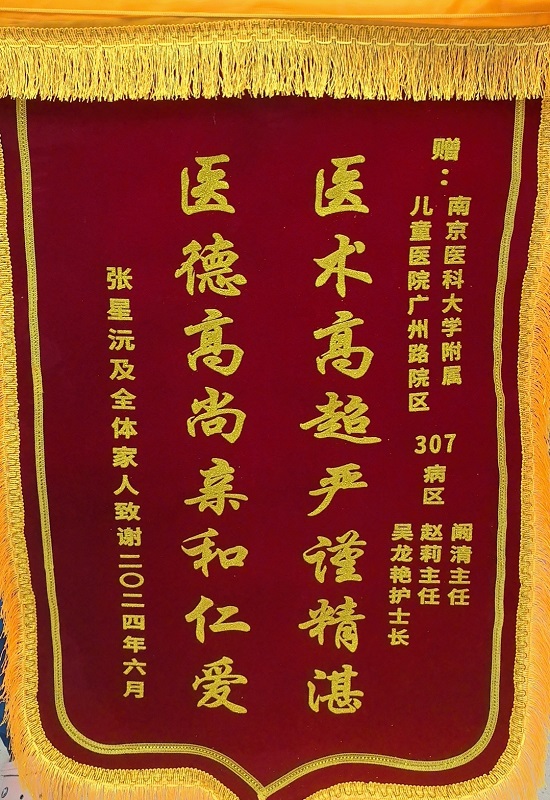 赠：
南京医科大学附属
儿童医院广州路院区
307
病区
阚清主任
赵莉主任
吴龙艳护士长
医术高超严谨精湛
医德高尚亲和仁爱
张星沅及全体家人致谢二〇二四年六月